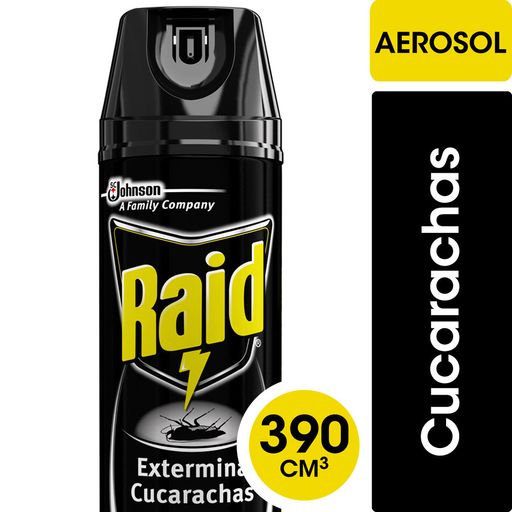 AEROSOL
Cucarachas
SC Johnson
A Family Company
Raid
®
Extermina
Cucarachas
390
CM³